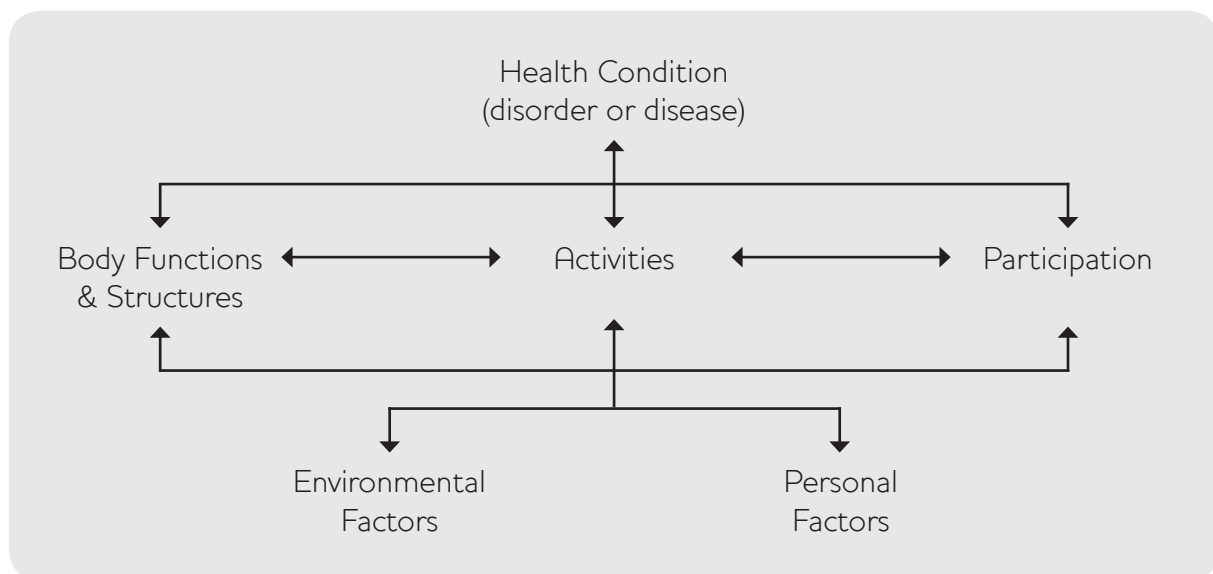 Health Condition
(disorder or disease)
Body Functions
& Structures
Activities
Participation
Environmental
Factors
Personal
Factors